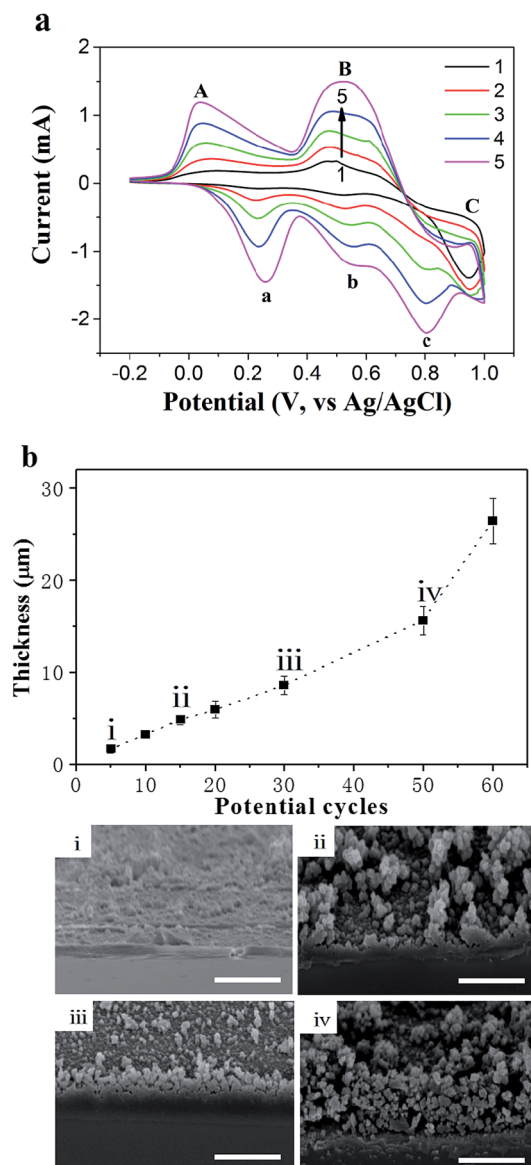 a
A
B
C
5
1
a
b
c
1
2
3
4
5
2
1
0
-1
-2
Current (mA)
-0.2 0.0 0.2 0.4 0.6 0.8 1.0
Potential (V, vs Ag/AgCl)
b
30
20
10
0
Thickness (μm)
i
ii
iii
iv
0 10 20 30 40 50 60
Potential cycles
i
ii
iii
iv